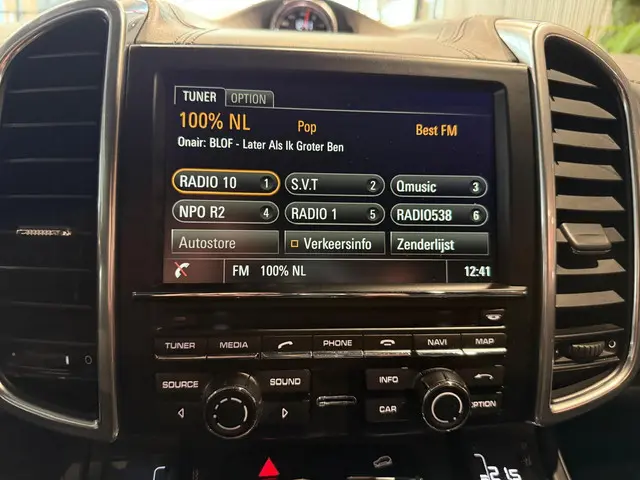 TUNER OPTION
100% NL Pop Best FM
Onair: BLOF - Later Als Ik Groter Ben
RADIO 10 1 S.V.T 2 Qmusic 3
NPO R2 4 RADIO 1 5 RADIO538 6
Autostore Verkeersinfo Zenderlijst
FM 100% NL 12:41
TUNER MEDIA PHONE NAVI MAP
SOURCE SOUND INFO
CAR OPTION
21.5